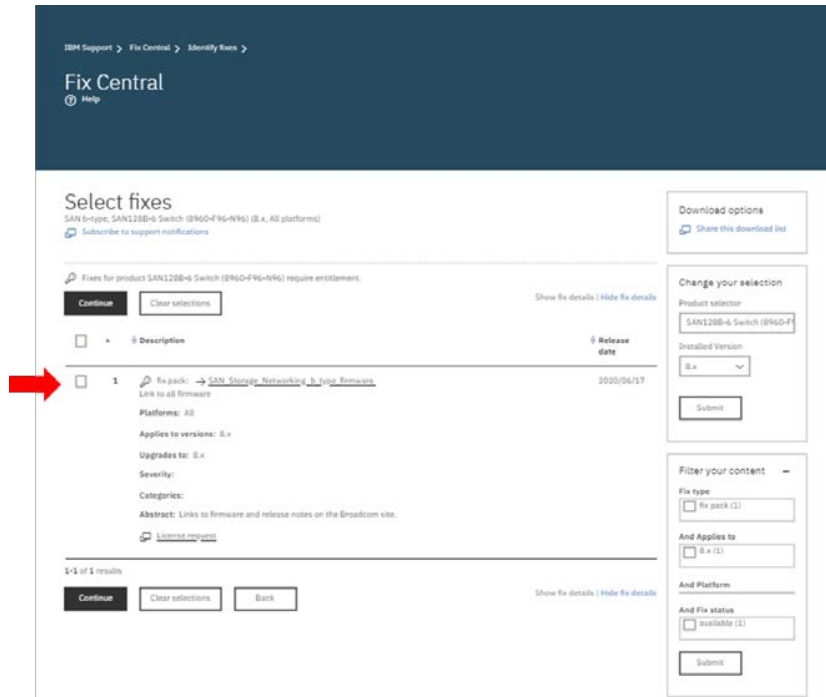 IBM Support > Fix Central > Identify fixes >
Fix Central
Help
Select fixes
SAN b-type, SAN128B-6 Switch (8960-F96-N96) (8.x, All platforms)
Subscribe to support notifications
Fixes for product SAN128B-6 Switch (8960-F96-N96) require entitlement.
Continue
Clear selections
Show fix details | Hide fix details
Description
Release date
1
fix pack: → SAN_Storage_Networking_b_type_firmware
2020/06/17
Link to all firmware
Platforms: All
Applies to versions: 8.x
Upgrades to: 8.x
Severity:
Categories:
Abstract: Links to firmware and release notes on the Broadcom site.
License request
1-1 of 1 results
Continue
Clear selections
Back
Show fix details | Hide fix details
Download options
Share this download list
Change your selection
Product selector
SAN128B-6 Switch (8960-F9
Installed Version
8.x
Submit
Filter your content –
Fix type
fix pack (1)
And Applies to
8.x (1)
And Platform
And Fix status
available (1)
Submit